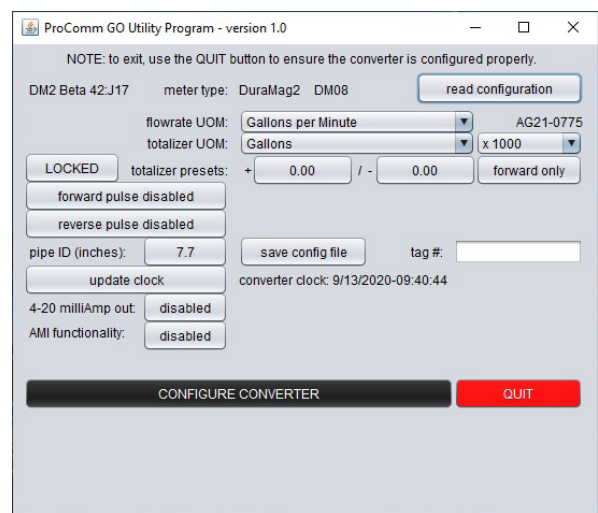 ProComm GO Utility Program - version 1.0
NOTE: to exit, use the QUIT button to ensure the converter is configured properly.
DM2 Beta 42:J17 meter type: DuraMag2 DM08 read configuration
flowrate UOM: Gallons per Minute AG21-0775
totalizer UOM: Gallons x 1000
LOCKED totalizer presets: + 0.00 / - 0.00 forward only
forward pulse disabled
reverse pulse disabled
pipe ID (inches): 7.7 save config file tag #:
update clock converter clock: 9/13/2020-09:40:44
4-20 milliAmp out: disabled
AMI functionality: disabled
CONFIGURE CONVERTER QUIT